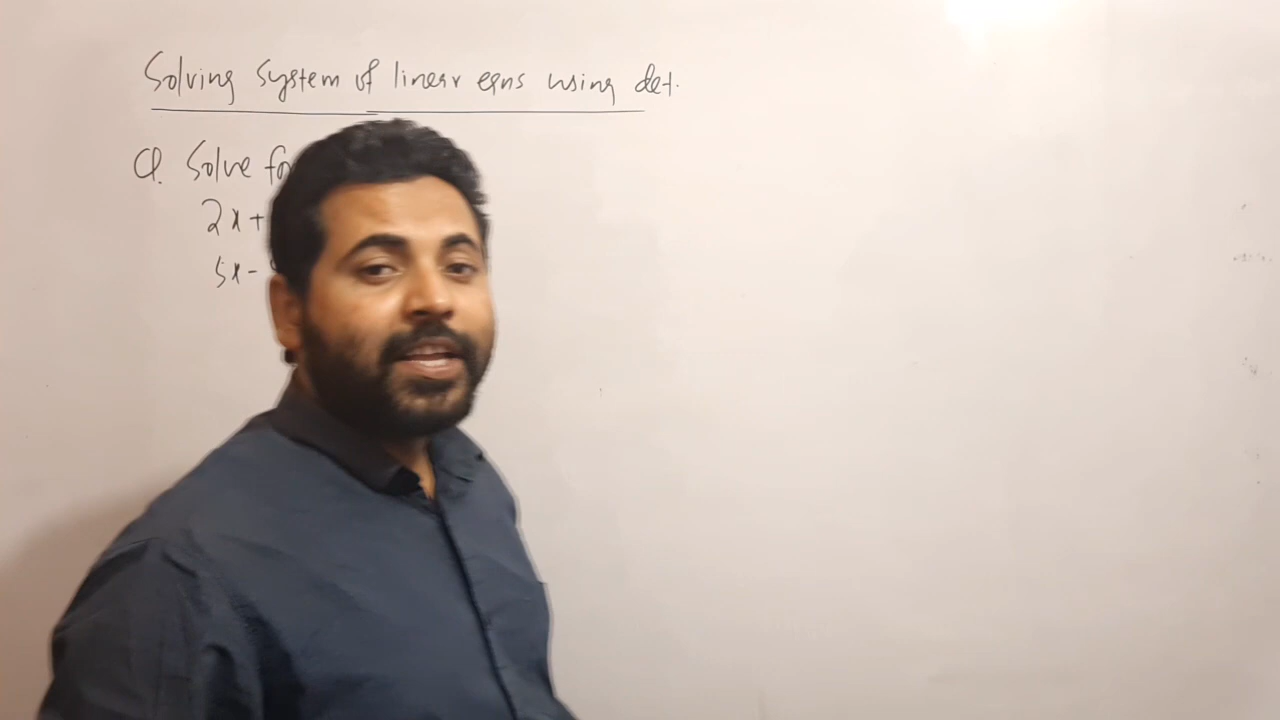 Solving system of linear eqns using det.
Q. Solve fo
2x +
5x -